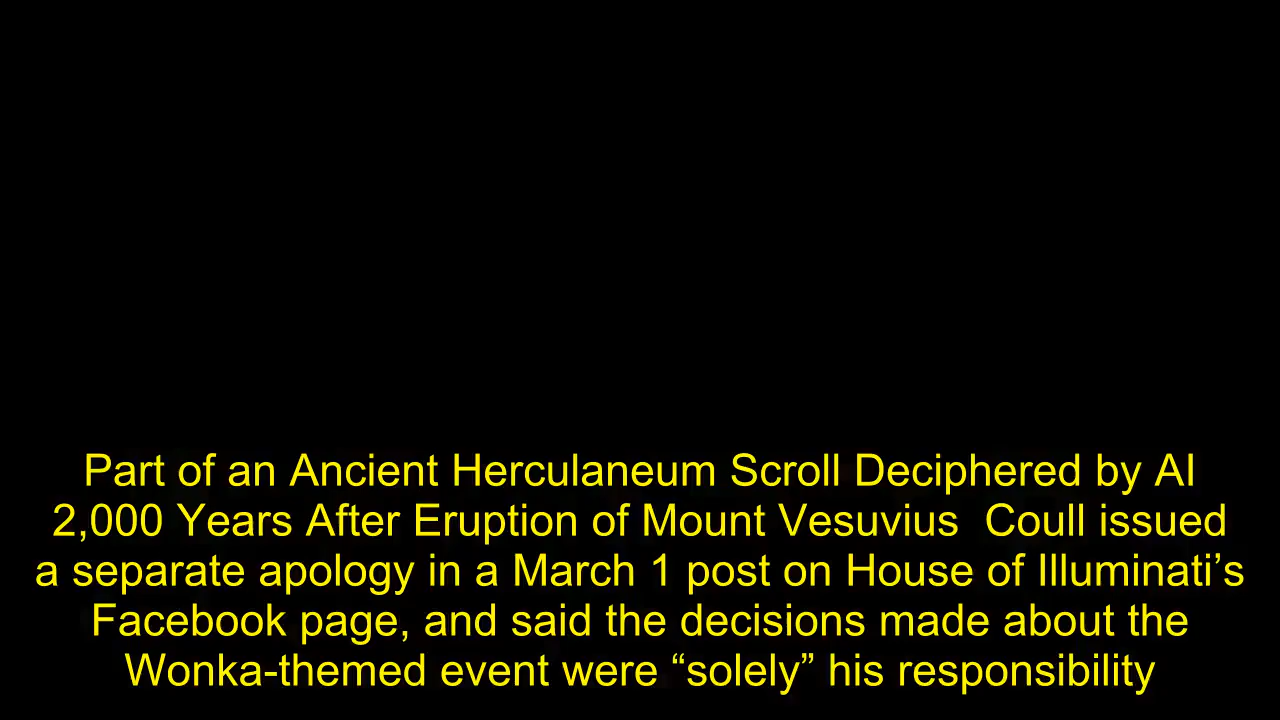 Part of an Ancient Herculaneum Scroll Deciphered by AI
2,000 Years After Eruption of Mount Vesuvius  Coull issued
a separate apology in a March 1 post on House of Illuminati’s
Facebook page, and said the decisions made about the
Wonka-themed event were “solely” his responsibility